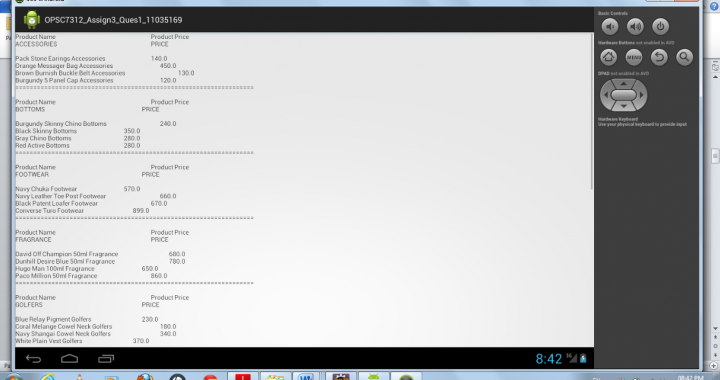 OPSC7312_Assign3_Ques1_11035169
Product Name Product Price
ACCESSORIES PRICE
Pack Stone Earings Accessories 140.0
Orange Messager Bag Accessories 450.0
Brown Burnish Buckle Belt Accessories 130.0
Burgundy 5 Panel Cap Accessories 120.0
Product Name Product Price
BOTTOMS PRICE
Burgundy Skinny Chino Bottoms 240.0
Black Skinny Bottoms 350.0
Gray Chino Bottoms 280.0
Red Active Bottoms 280.0
Product Name Product Price
FOOTWEAR PRICE
Navy Chuka Footwear 570.0
Navy Leather Toe Post Footwear 660.0
Black Patent Loafer Footwear 670.0
Converse Turo Footwear 899.0
Product Name Product Price
FRAGRANCE PRICE
David Off Champion 50ml Fragrance 680.0
Dunhill Desire Blue 50ml Fragrance 780.0
Hugo Man 100ml Fragrance 650.0
Paco Million 50ml Fragrance 860.0
Product Name Product Price
GOLFERS PRICE
Blue Relay Pigment Golfers 230.0
Coral Melange Cowel Neck Golfers 180.0
Navy Shangai Cowel Neck Golfers 340.0
White Plain Vest Golfers 370.0
8:42
Basic Controls
Hardware Buttons not enabled in AVD
MENU
DPAD not enabled in AVD
Hardware Keyboard
Use your physical keyboard to provide input
08:42 PM